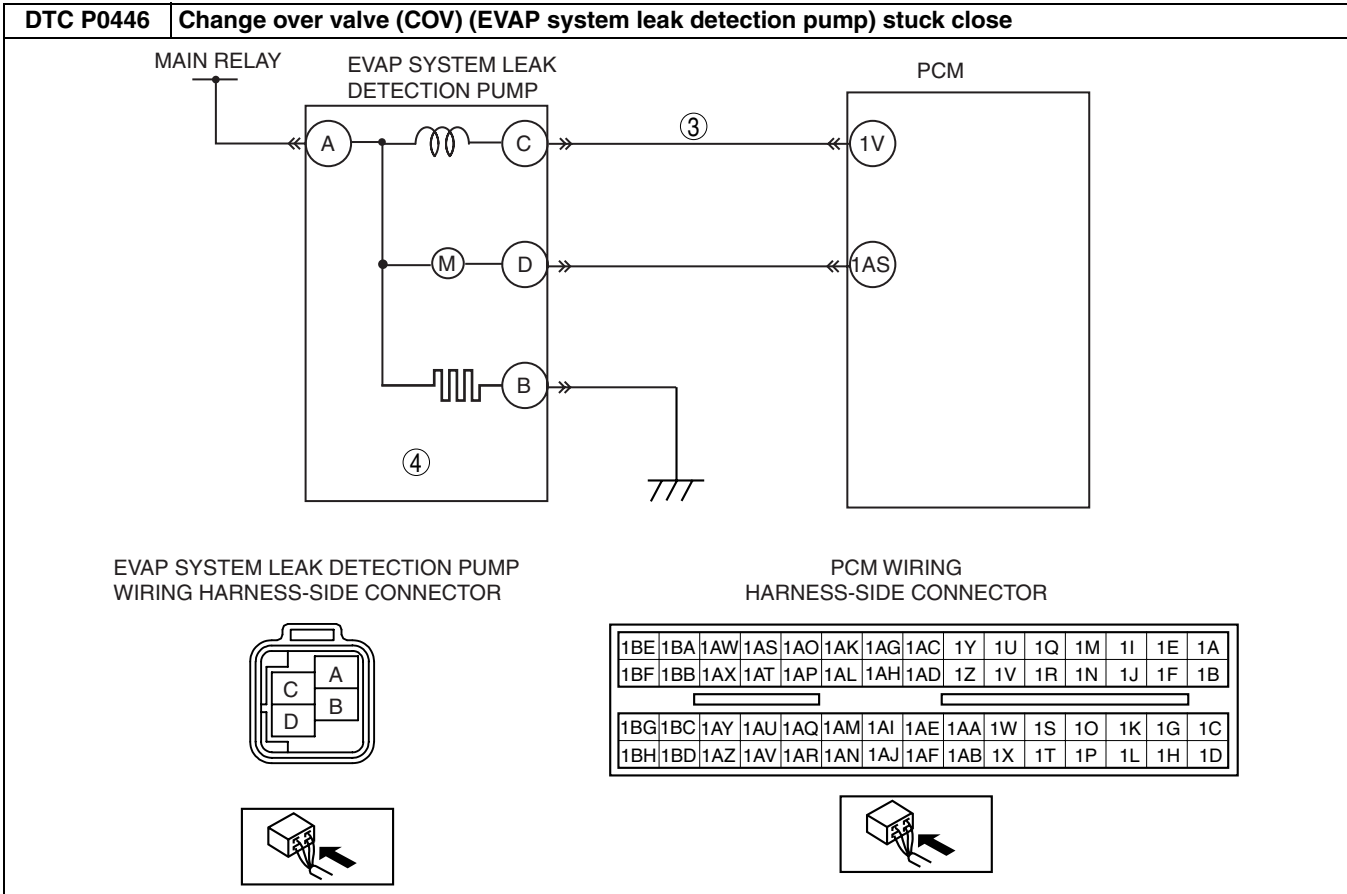 DTC P0446 Change over valve (COV) (EVAP system leak detection pump) stuck close
MAIN RELAY
EVAP SYSTEM LEAK
DETECTION PUMP
PCM
A
C
③
1V
M
D
1AS
B
④
EVAP SYSTEM LEAK DETECTION PUMP
WIRING HARNESS-SIDE CONNECTOR
PCM WIRING
HARNESS-SIDE CONNECTOR
A
C
B
D
1BE 1BA 1AW 1AS 1AO 1AK 1AG 1AC 1Y 1U 1Q 1M 1I 1E 1A
1BF 1BB 1AX 1AT 1AP 1AL 1AH 1AD 1Z 1V 1R 1N 1J 1F 1B
1BG 1BC 1AY 1AU 1AQ 1AM 1AI 1AE 1AA 1W 1S 1O 1K 1G 1C
1BH 1BD 1AZ 1AV 1AR 1AN 1AJ 1AF 1AB 1X 1T 1P 1L 1H 1D